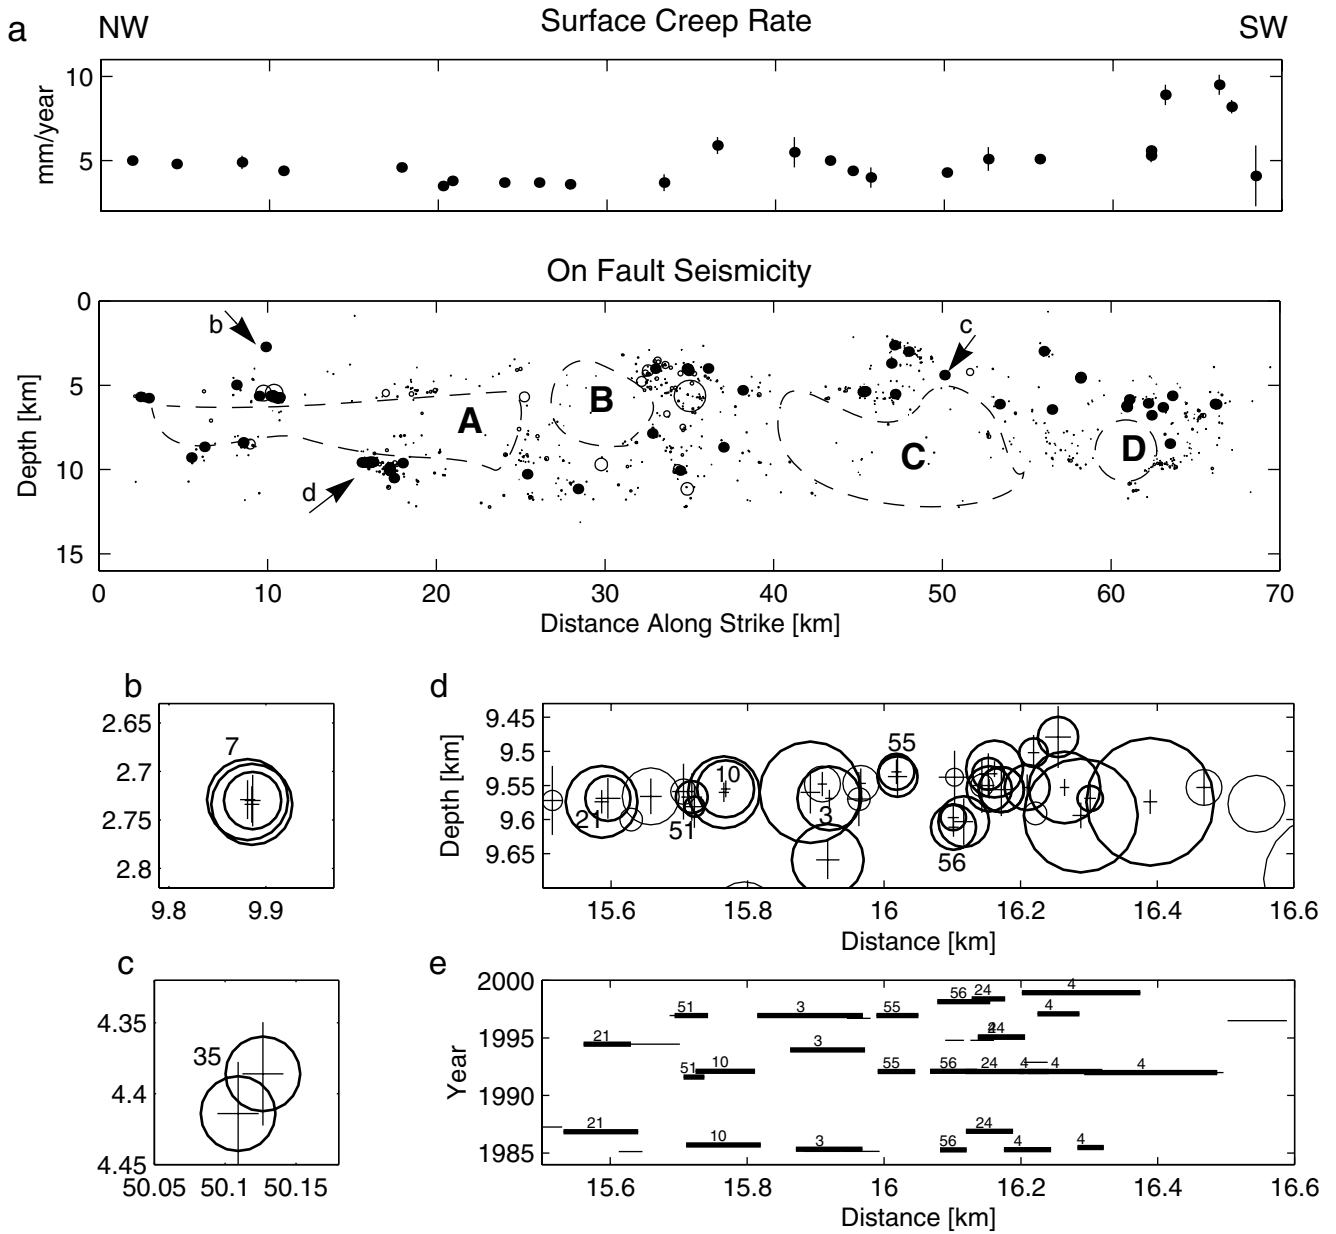 a NW Surface Creep Rate SW
mm/year
10
5
On Fault Seismicity
Depth [km]
0
5
10
15
b
c
d
A
B
C
D
0 10 20 30 40 50 60 70
Distance Along Strike [km]
b
2.65
2.7
2.75
2.8
7
9.8 9.9
d
Depth [km]
9.45
9.5
9.55
9.6
9.65
21
51
10
3
55
56
15.6 15.8 16 16.2 16.4 16.6
Distance [km]
c
4.35
4.4
4.45
35
50.05 50.1 50.15
e
Year
2000
1995
1990
1985
4
56 24
51 3 55 4
21 3 24
51 10 55 56 24 4 4 4
21 24
10 3 56 4 4
15.6 15.8 16 16.2 16.4 16.6
Distance [km]